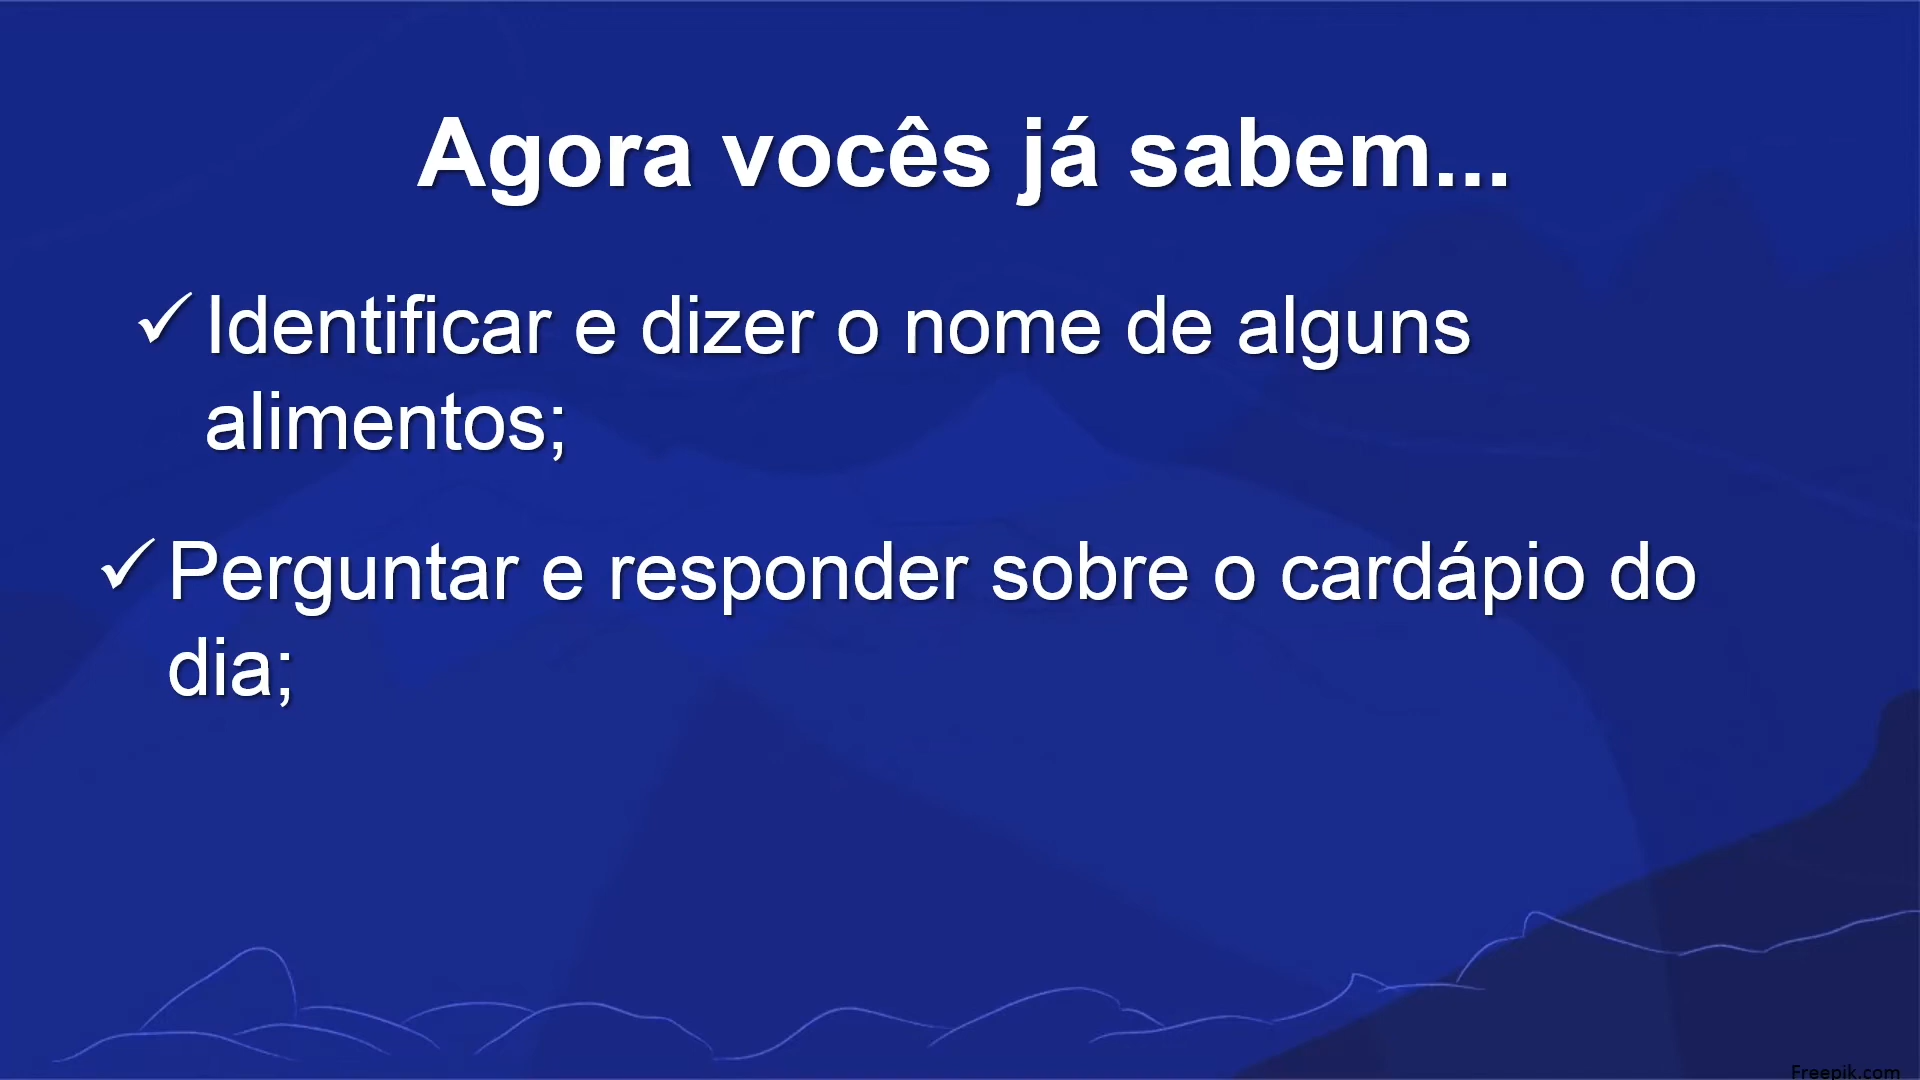 Agora vocês já sabem...
✓ Identificar e dizer o nome de alguns
alimentos;
✓ Perguntar e responder sobre o cardápio do
dia;
Freepik.com